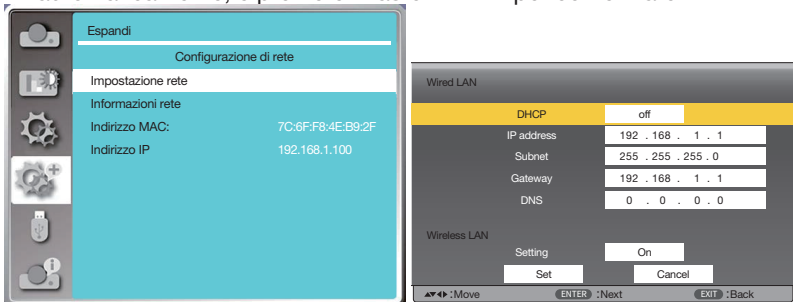 Espandi
Configurazione di rete
Impostazione rete
Informazioni rete
Indirizzo MAC: 7C:6F:F8:4E:B9:2F
Indirizzo IP 192.168.1.100
Wired LAN
DHCP off
IP address 192 . 168 . 1 . 1
Subnet 255 . 255 . 255 . 0
Gateway 192 . 168 . 1 . 1
DNS 0 . 0 . 0 . 0
Wireless LAN
Setting On
Set Cancel
:Move ENTER :Next EXIT :Back